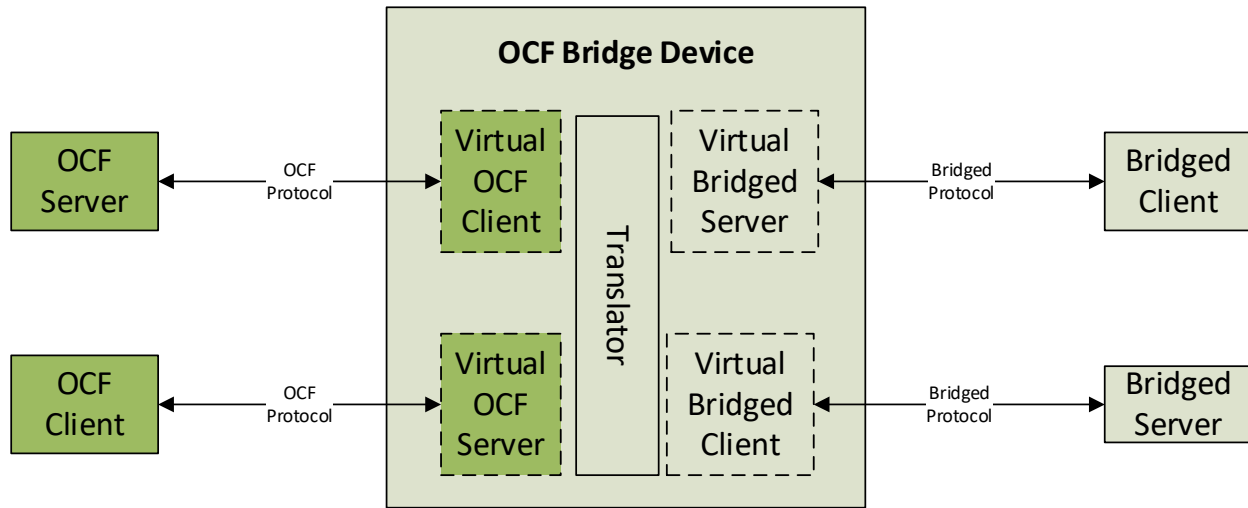 OCF Bridge Device
OCF
Server
OCF
Protocol
Virtual
OCF
Client
Translator
Virtual
Bridged
Server
Bridged
Protocol
Bridged
Client
OCF
Client
OCF
Protocol
Virtual
OCF
Server
Virtual
Bridged
Client
Bridged
Protocol
Bridged
Server